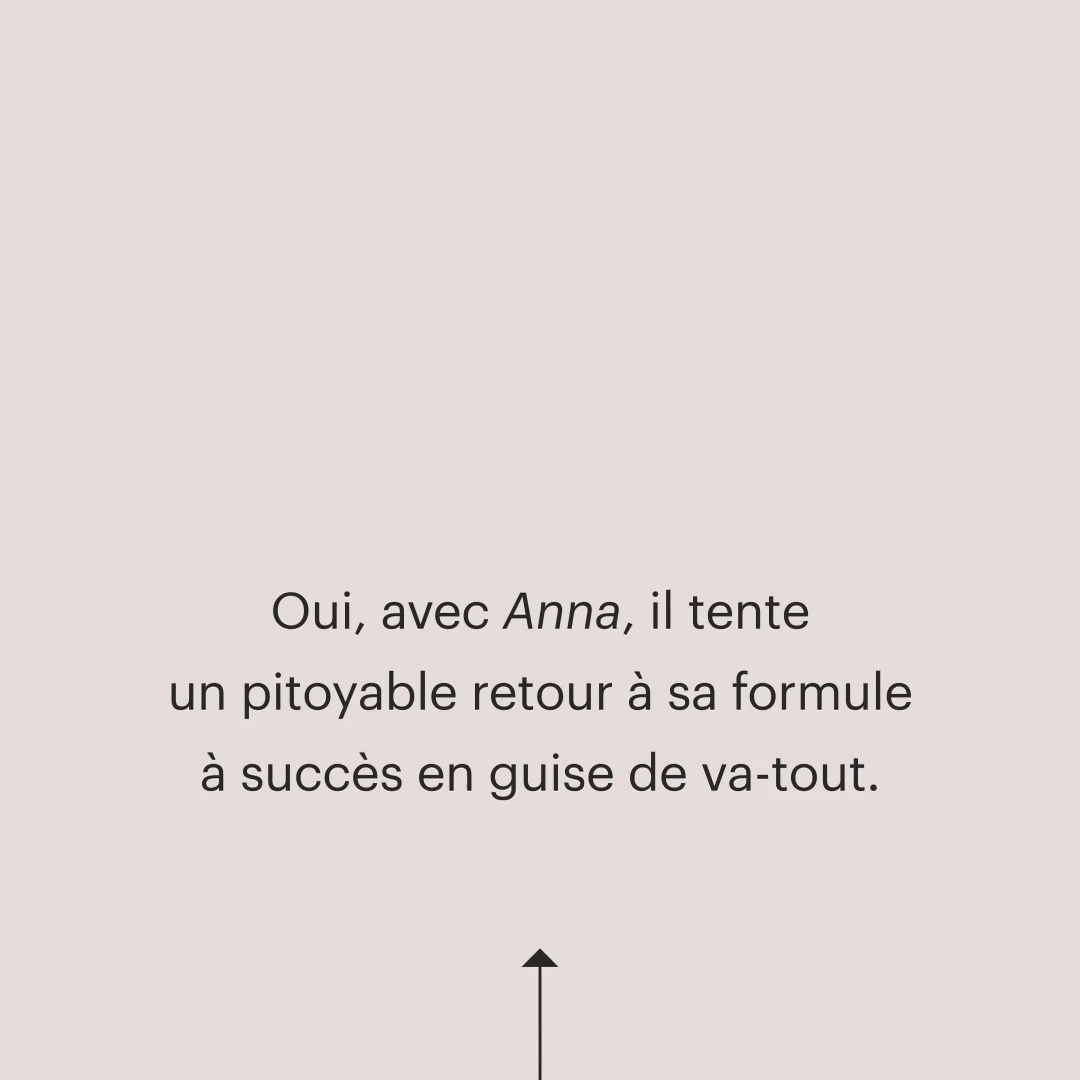 Oui, avec Anna, il tente
un pitoyable retour à sa formule
à succès en guise de va-tout.